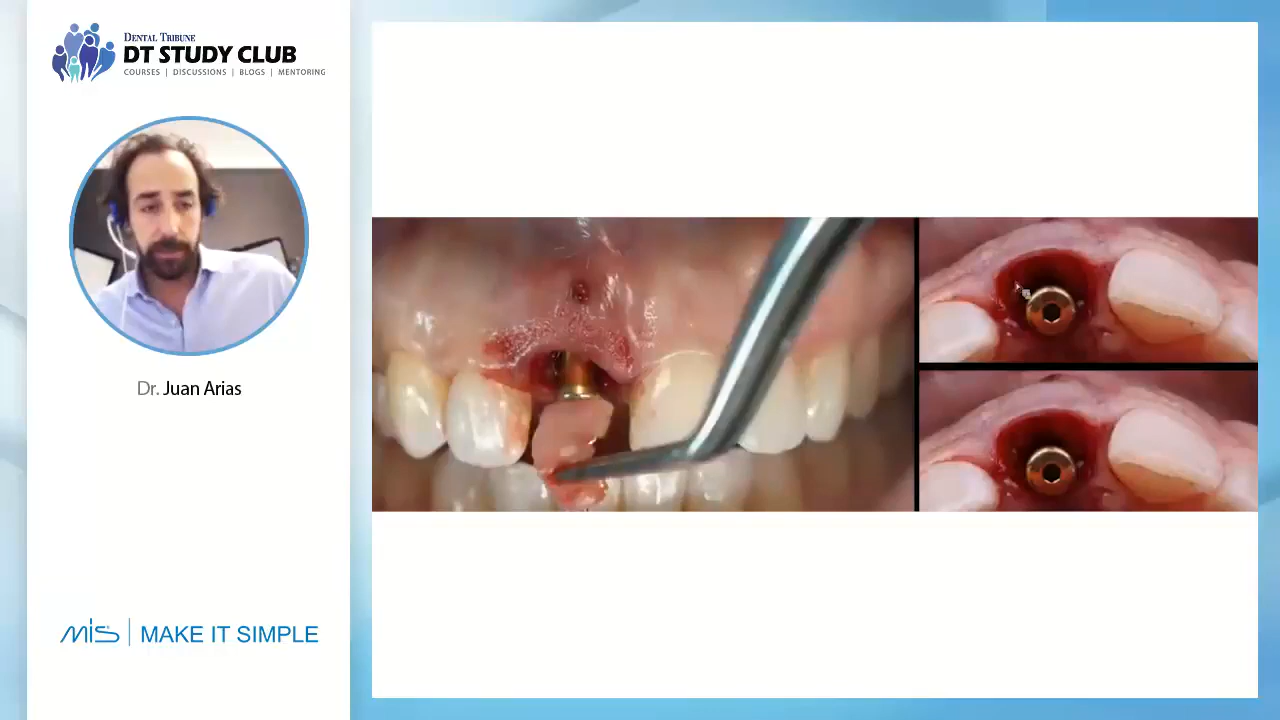 DENTAL TRIBUNE
DT STUDY CLUB
COURSES | DISCUSSIONS | BLOGS | MENTORING
Dr. Juan Arias
mis | MAKE IT SIMPLE